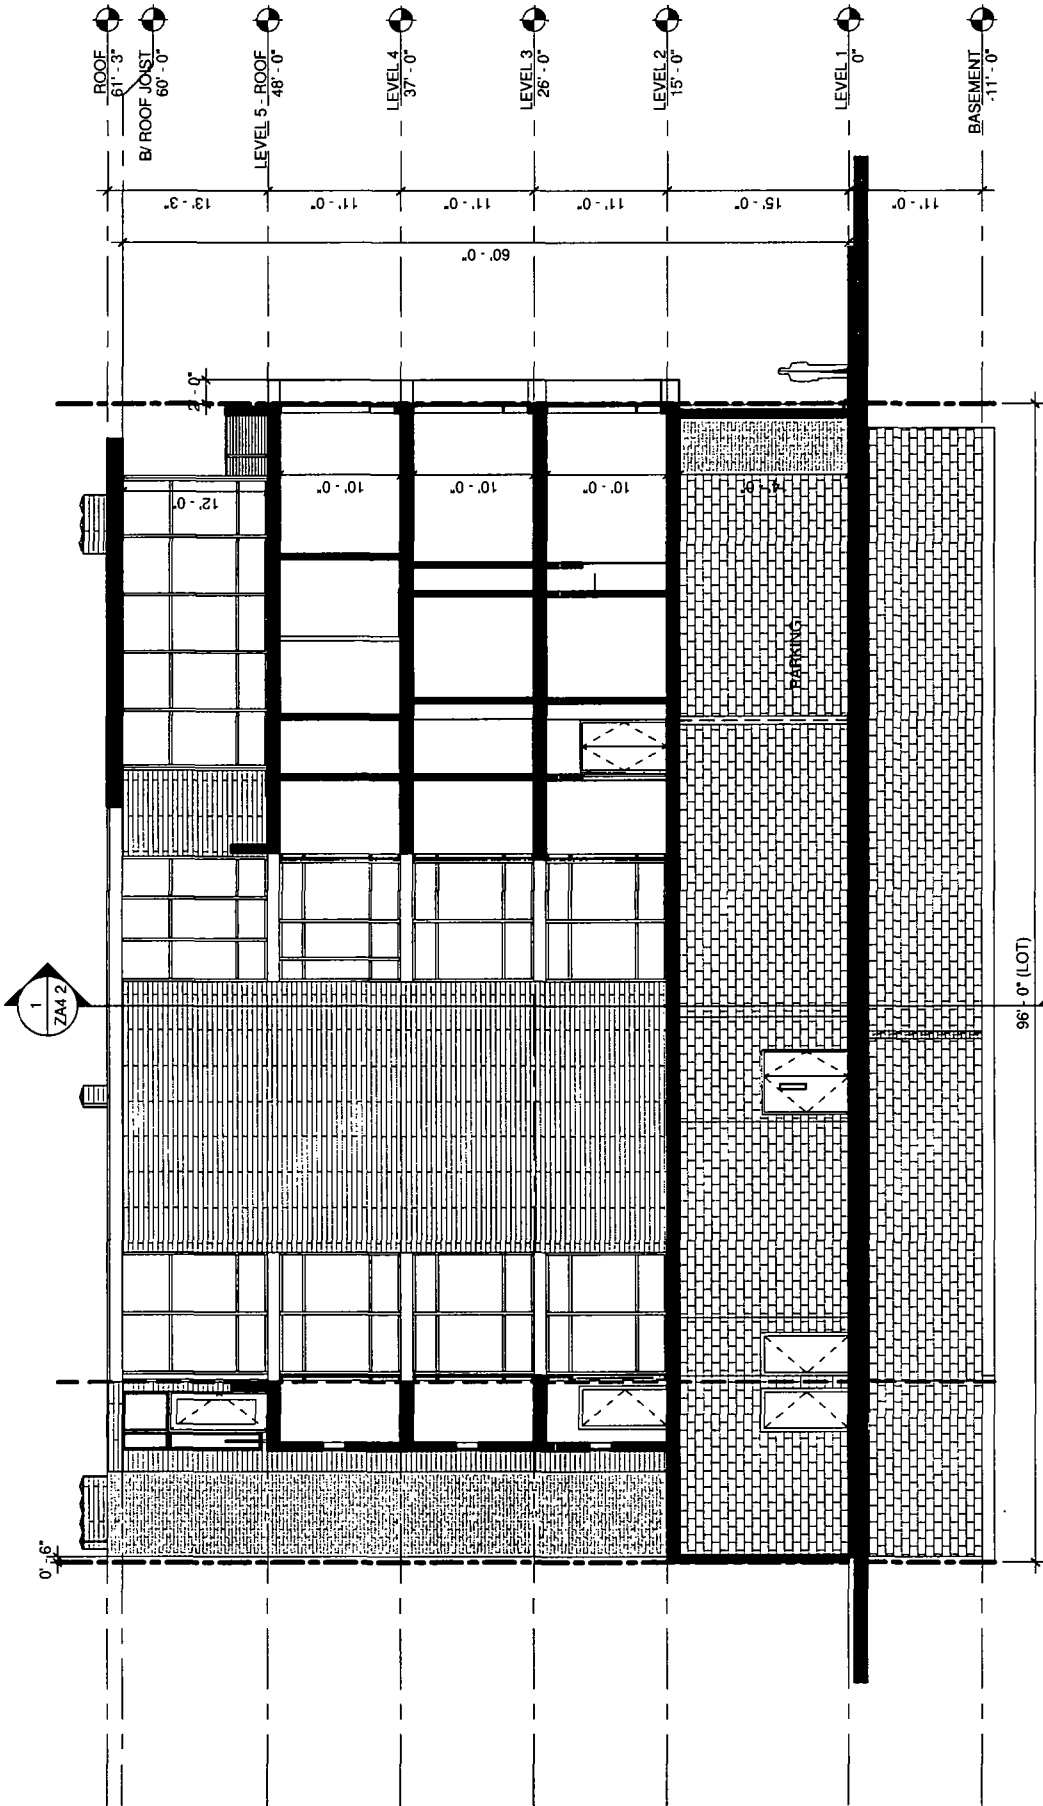 ROOF
61' - 3"
B/ ROOF JOIST
60' - 0"
LEVEL 5 - ROOF
48' - 0"
LEVEL 4
37' - 0"
LEVEL 3
26' - 0"
LEVEL 2
15' - 0"
LEVEL 1
0"
BASEMENT
-11' - 0"
13' - 3"
11' - 0"
11' - 0"
11' - 0"
15' - 0"
11' - 0"
60' - 0"
2' - 0"
12' - 0"
10' - 0"
10' - 0"
10' - 0"
14' - 0"
PARKING
1
ZA4 2
96' - 0" (LOT)
0' 6"